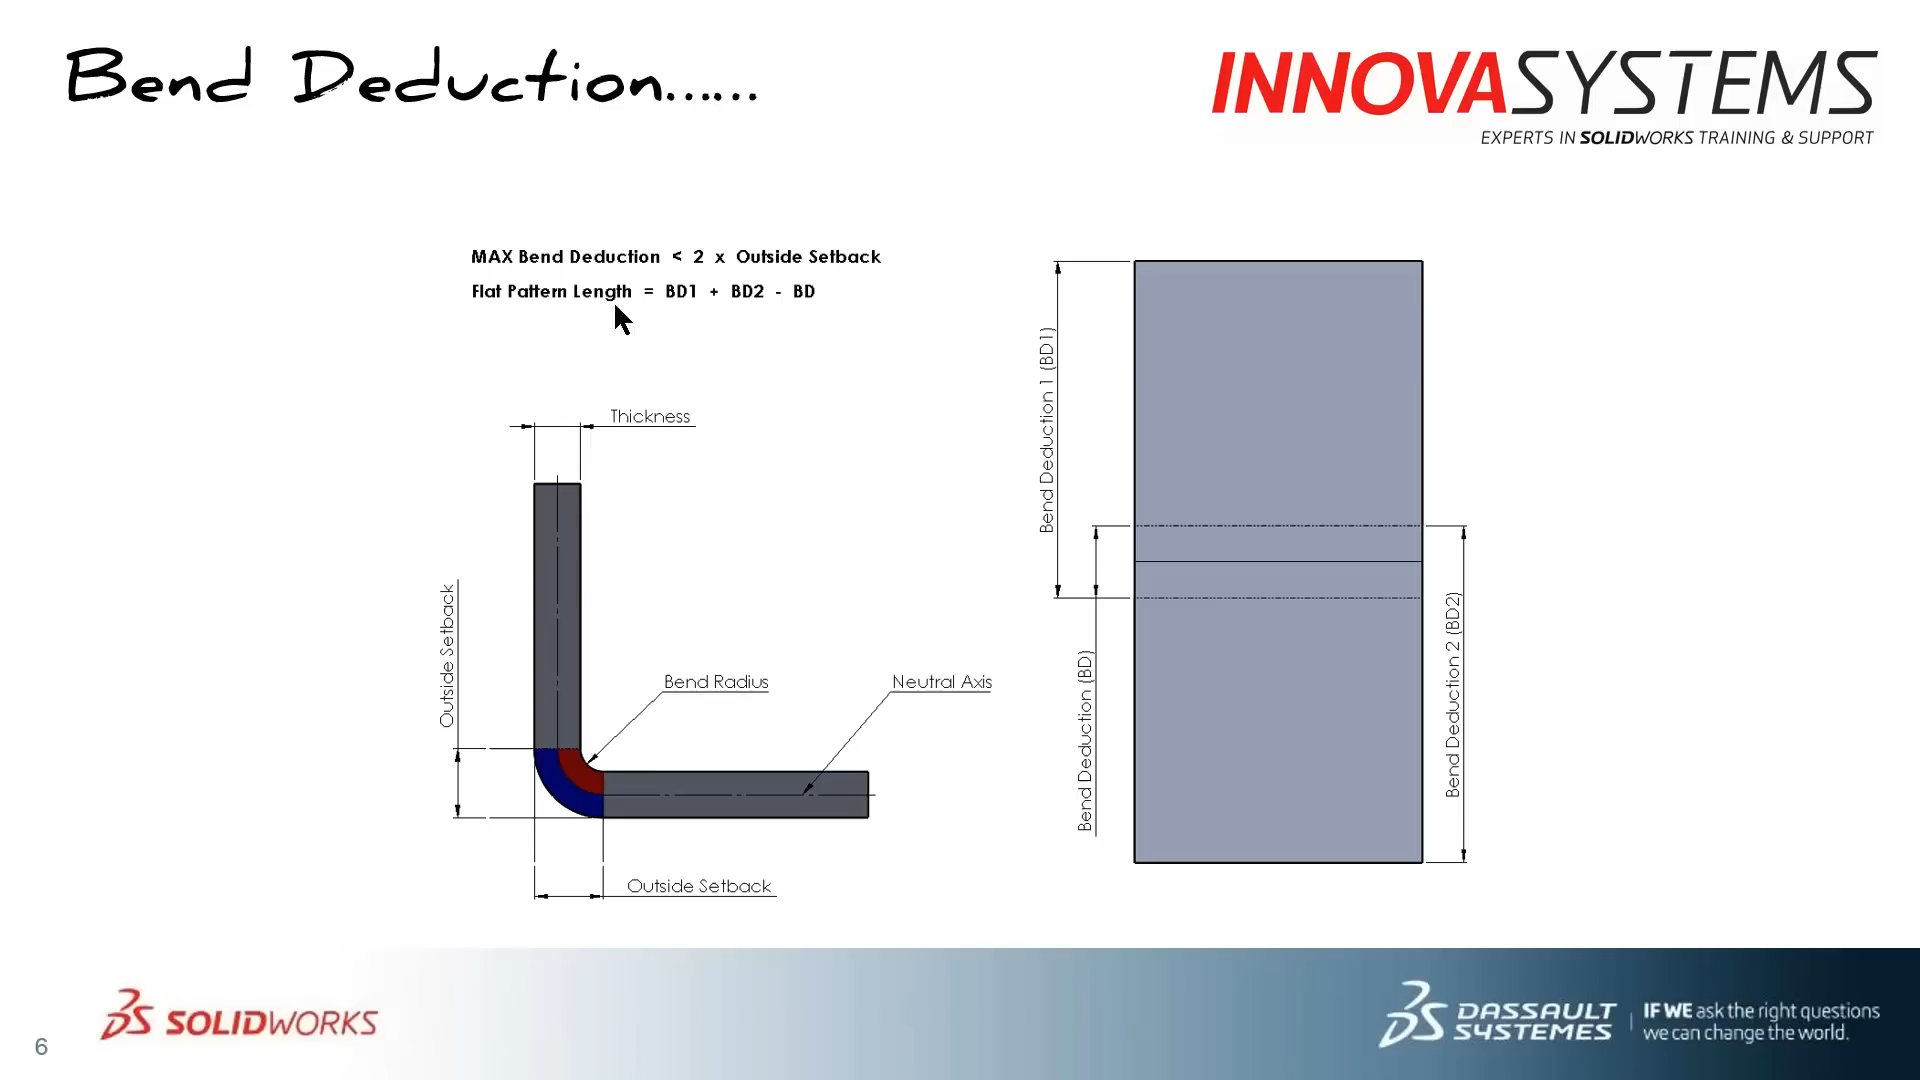 Bend Deduction......
INNOVASYSTEMS
EXPERTS IN SOLIDWORKS TRAINING & SUPPORT
MAX Bend Deduction < 2 x Outside Setback
Flat Pattern Length = BD1 + BD2 - BD
Thickness
Outside Setback
Bend Radius
Neutral Axis
Outside Setback
Bend Deduction 1 (BD1)
Bend Deduction (BD)
Bend Deduction 2 (BD2)
6
SOLIDWORKS
DASSAULT
SYSTEMES
IF WE ask the right questions
we can change the world.